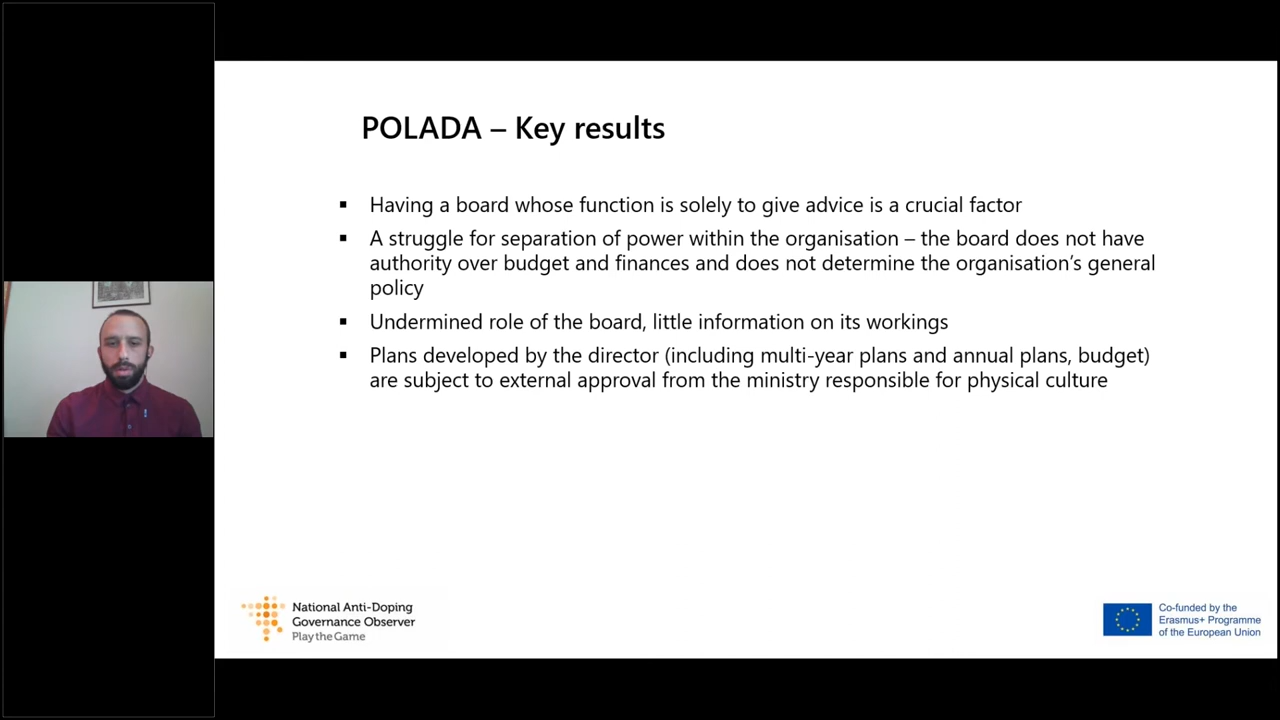 POLADA – Key results
▪ Having a board whose function is solely to give advice is a crucial factor
▪ A struggle for separation of power within the organisation – the board does not have
authority over budget and finances and does not determine the organisation's general
policy
▪ Undermined role of the board, little information on its workings
▪ Plans developed by the director (including multi-year plans and annual plans, budget)
are subject to external approval from the ministry responsible for physical culture
National Anti-Doping
Governance Observer
Play the Game
Co-funded by the
Erasmus+ Programme
of the European Union